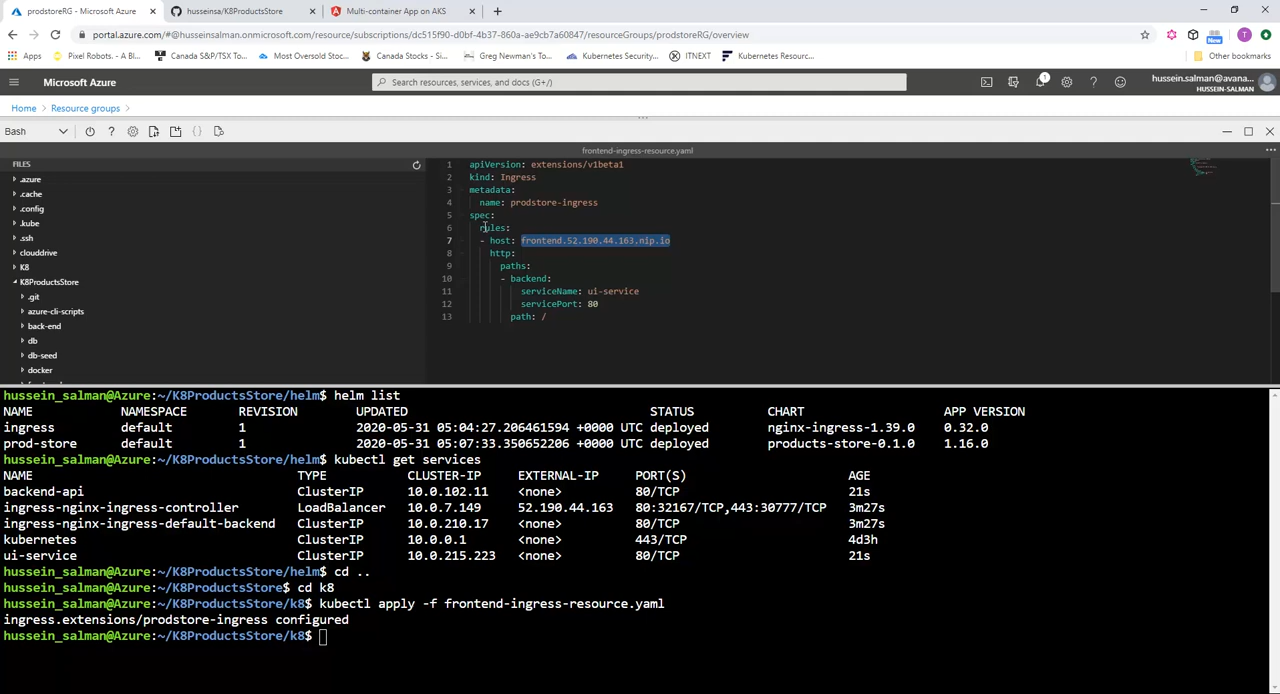 prodstoreRG - Microsoft Azure
husseinsa/K8ProductsStore
Multi-container App on AKS
portal.azure.com/#@husseinsalman.onmicrosoft.com/resource/subscriptions/dc515f90-d0bf-4b37-860a-ae9cb7a60847/resourceGroups/prodstoreRG/overview
Apps
Pixel Robots. – A Bl...
Canada S&P/TSX To...
Most Oversold Stoc...
Canada Stocks - Si...
Greg Newman's To...
Kubernetes Security...
ITNEXT
Kubernetes Resourc...
New
Other bookmarks
Microsoft Azure
Search resources, services, and docs (G+/)
1
hussein.salman@avana...
HUSSEIN-SALMAN
Home
Resource groups
Bash
frontend-ingress-resource.yaml
FILES
.azure
.cache
.config
.kube
.ssh
clouddrive
K8
K8ProductsStore
.git
azure-cli-scripts
back-end
db
db-seed
docker
1 apiVersion: extensions/v1beta1
2 kind: Ingress
3 metadata:
4 name: prodstore-ingress
5 spec:
6 rules:
7 - host: frontend.52.190.44.163.nip.io
8 http:
9 paths:
10 - backend:
11 serviceName: ui-service
12 servicePort: 80
13 path: /
hussein_salman@Azure:~/K8ProductsStore/helm$ helm list
NAME NAMESPACE REVISION UPDATED STATUS CHART APP VERSION
ingress default 1 2020-05-31 05:04:27.206461594 +0000 UTC deployed nginx-ingress-1.39.0 0.32.0
prod-store default 1 2020-05-31 05:07:33.350652206 +0000 UTC deployed products-store-0.1.0 1.16.0
hussein_salman@Azure:~/K8ProductsStore/helm$ kubectl get services
NAME TYPE CLUSTER-IP EXTERNAL-IP PORT(S) AGE
backend-api ClusterIP 10.0.102.11 <none> 80/TCP 21s
ingress-nginx-ingress-controller LoadBalancer 10.0.7.149 52.190.44.163 80:32167/TCP,443:30777/TCP 3m27s
ingress-nginx-ingress-default-backend ClusterIP 10.0.210.17 <none> 80/TCP 3m27s
kubernetes ClusterIP 10.0.0.1 <none> 443/TCP 4d3h
ui-service ClusterIP 10.0.215.223 <none> 80/TCP 21s
hussein_salman@Azure:~/K8ProductsStore/helm$ cd ..
hussein_salman@Azure:~/K8ProductsStore$ cd k8
hussein_salman@Azure:~/K8ProductsStore/k8$ kubectl apply -f frontend-ingress-resource.yaml
ingress.extensions/prodstore-ingress configured
hussein_salman@Azure:~/K8ProductsStore/k8$